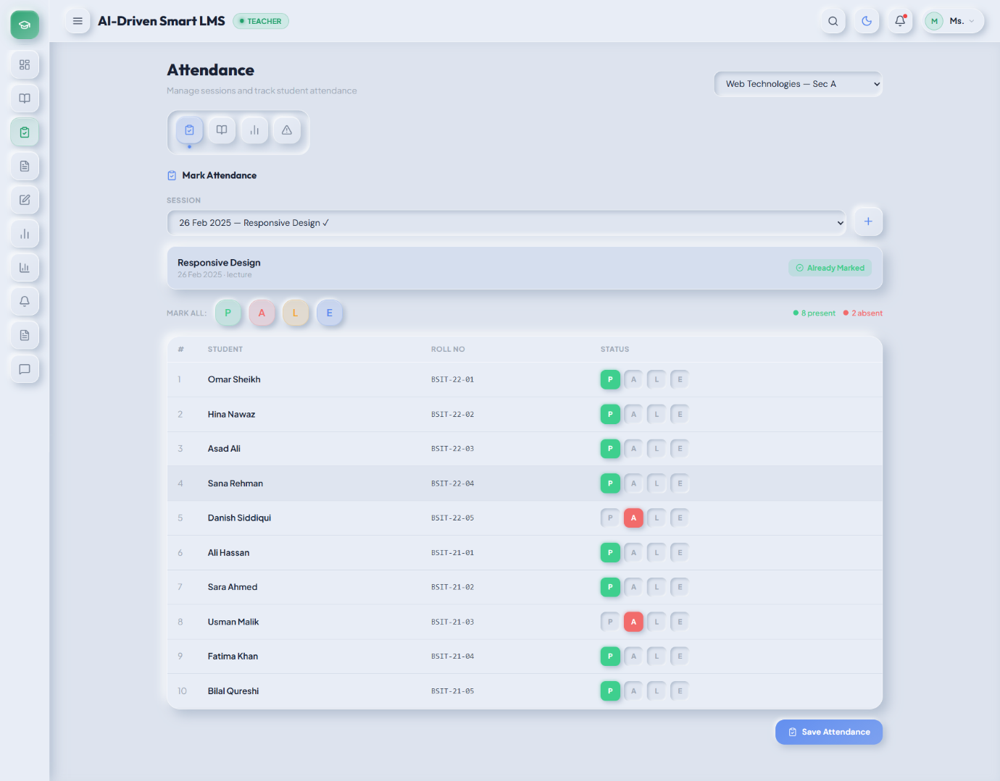 AI-Driven Smart LMS TEACHER M Ms.
Attendance
Manage sessions and track student attendance
Web Technologies — Sec A
Mark Attendance
SESSION
26 Feb 2025 — Responsive Design ✓
+
Responsive Design
26 Feb 2025 · lecture
Already Marked
MARK ALL: P A L E 8 present 2 absent
# STUDENT ROLL NO STATUS
1 Omar Sheikh BSIT-22-01 P A L E
2 Hina Nawaz BSIT-22-02 P A L E
3 Asad Ali BSIT-22-03 P A L E
4 Sana Rehman BSIT-22-04 P A L E
5 Danish Siddiqui BSIT-22-05 P A L E
6 Ali Hassan BSIT-21-01 P A L E
7 Sara Ahmed BSIT-21-02 P A L E
8 Usman Malik BSIT-21-03 P A L E
9 Fatima Khan BSIT-21-04 P A L E
10 Bilal Qureshi BSIT-21-05 P A L E
Save Attendance